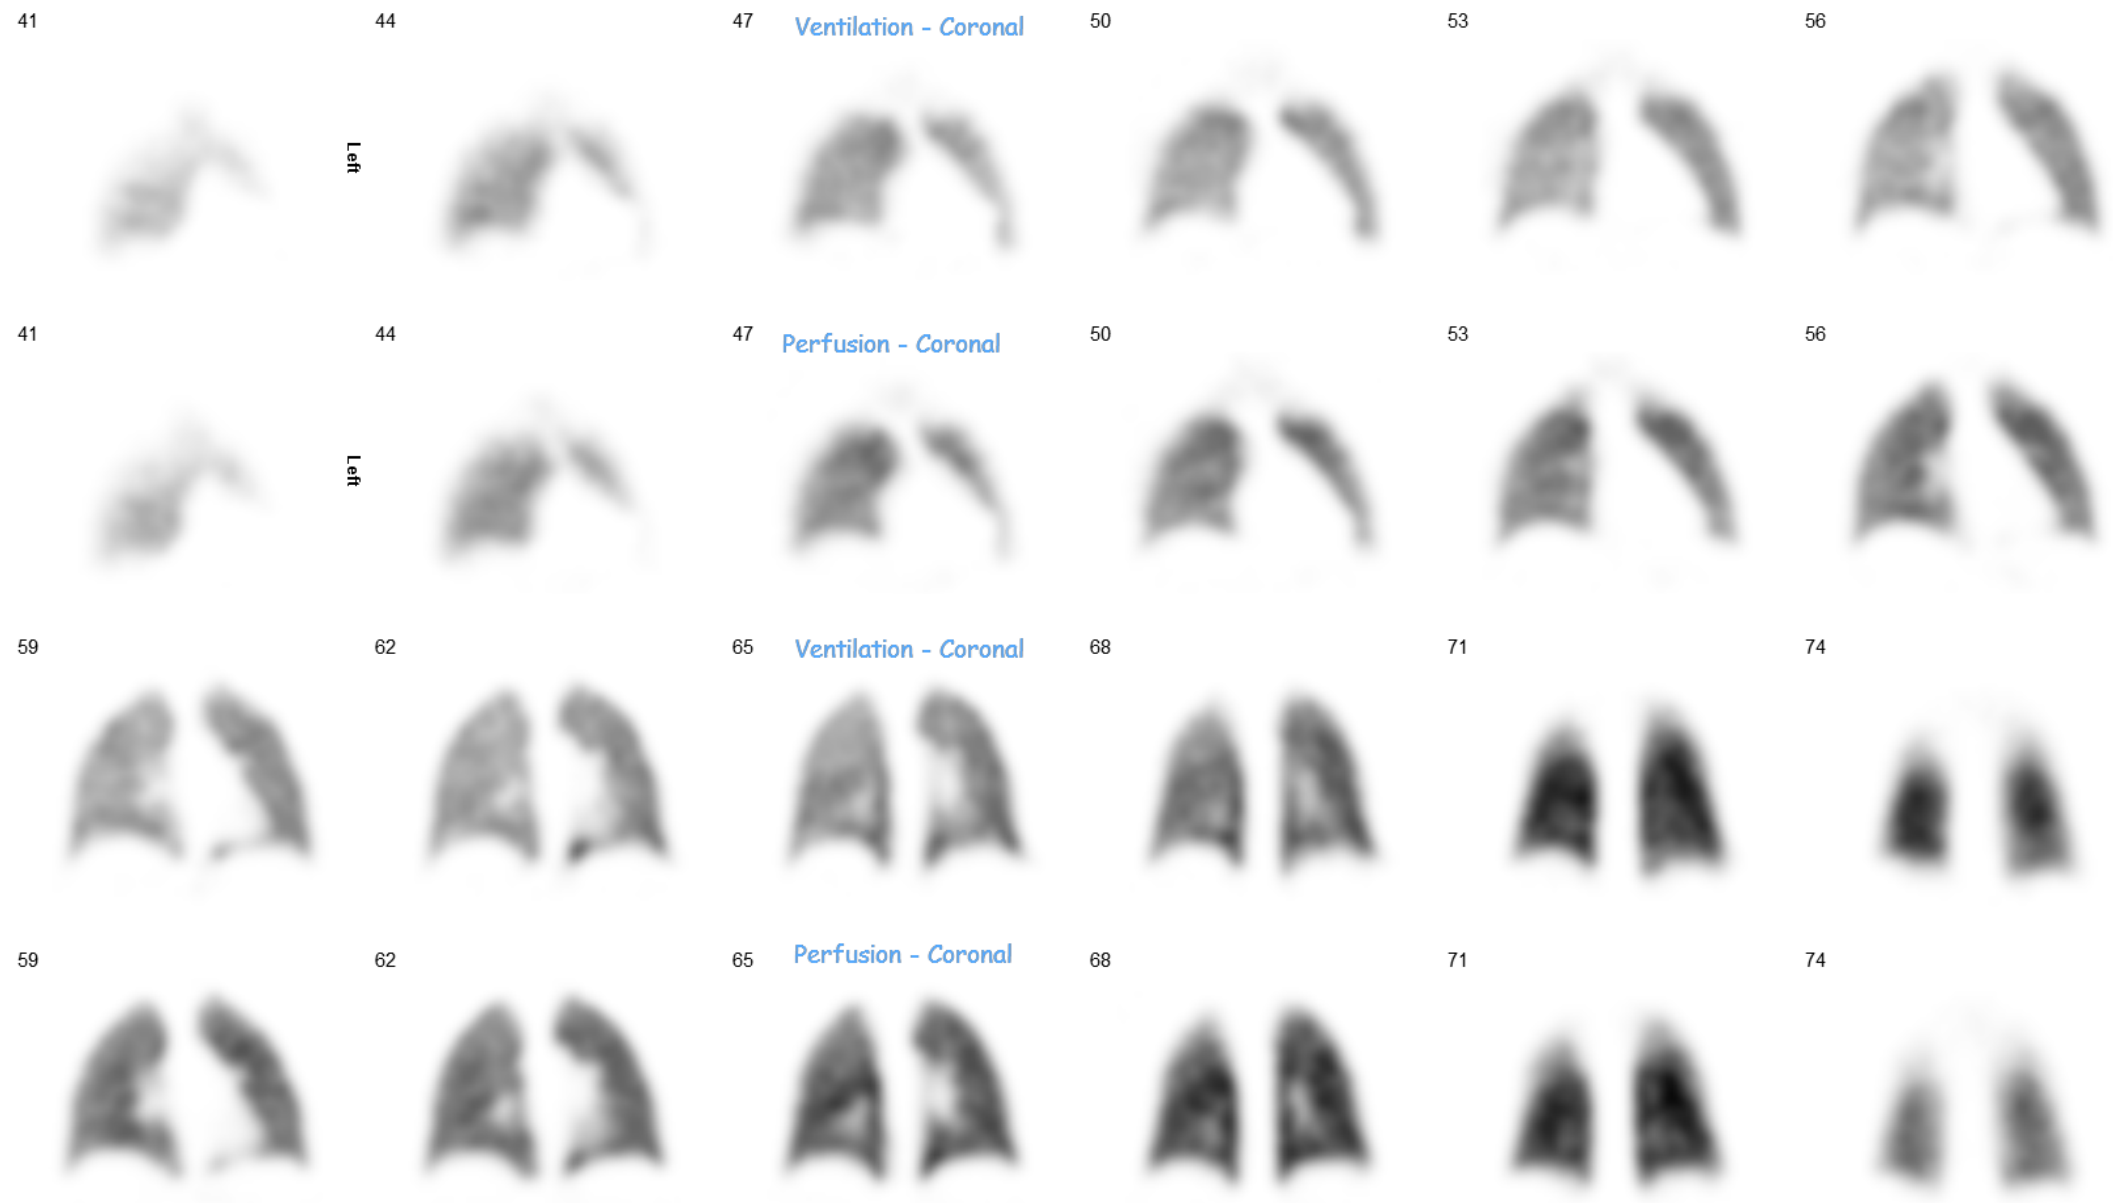 41 44 47 Ventilation - Coronal 50 53 56
Left
41 44 47 Perfusion - Coronal 50 53 56
Left
59 62 65 Ventilation - Coronal 68 71 74
59 62 65 Perfusion - Coronal 68 71 74